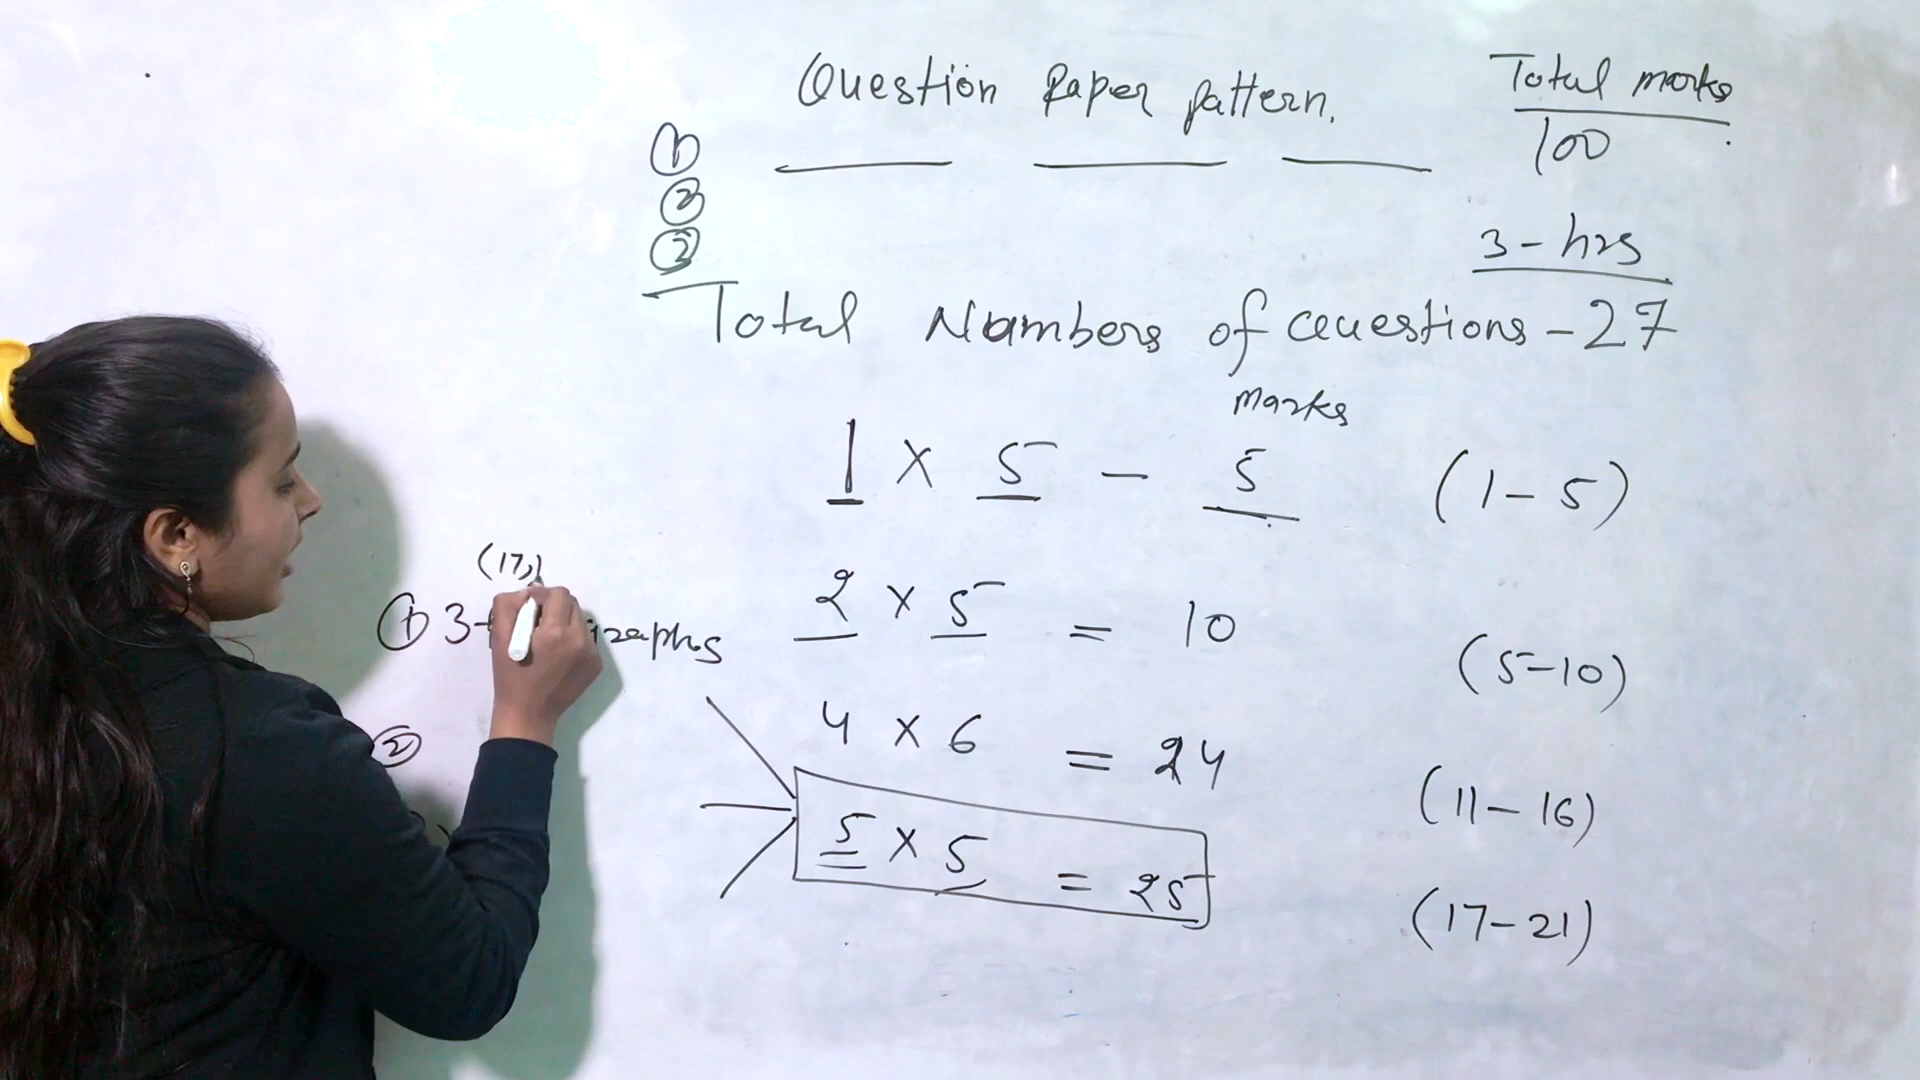 Question Paper pattern.
Total marks
100
①
②
②
3 - hrs
Total Numbers of Questions - 27
marks
1 × 5 - 5 (1 - 5)
2 × 5 = 10 (5-10)
4 × 6 = 24 (11 - 16)
5 × 5 = 25 (17-21)
(17,)
① 3-
②